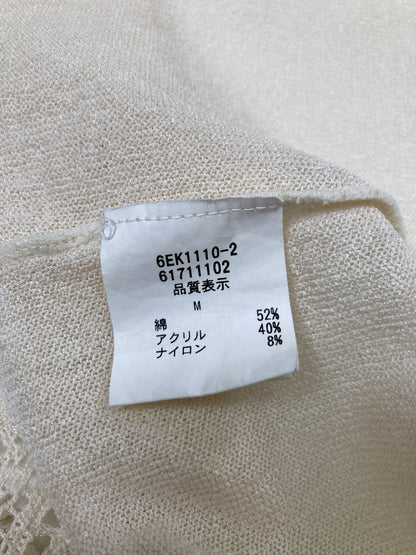 6EK1110-2
61711102
品質表示
M
綿 52%
アクリル 40%
ナイロン 8%